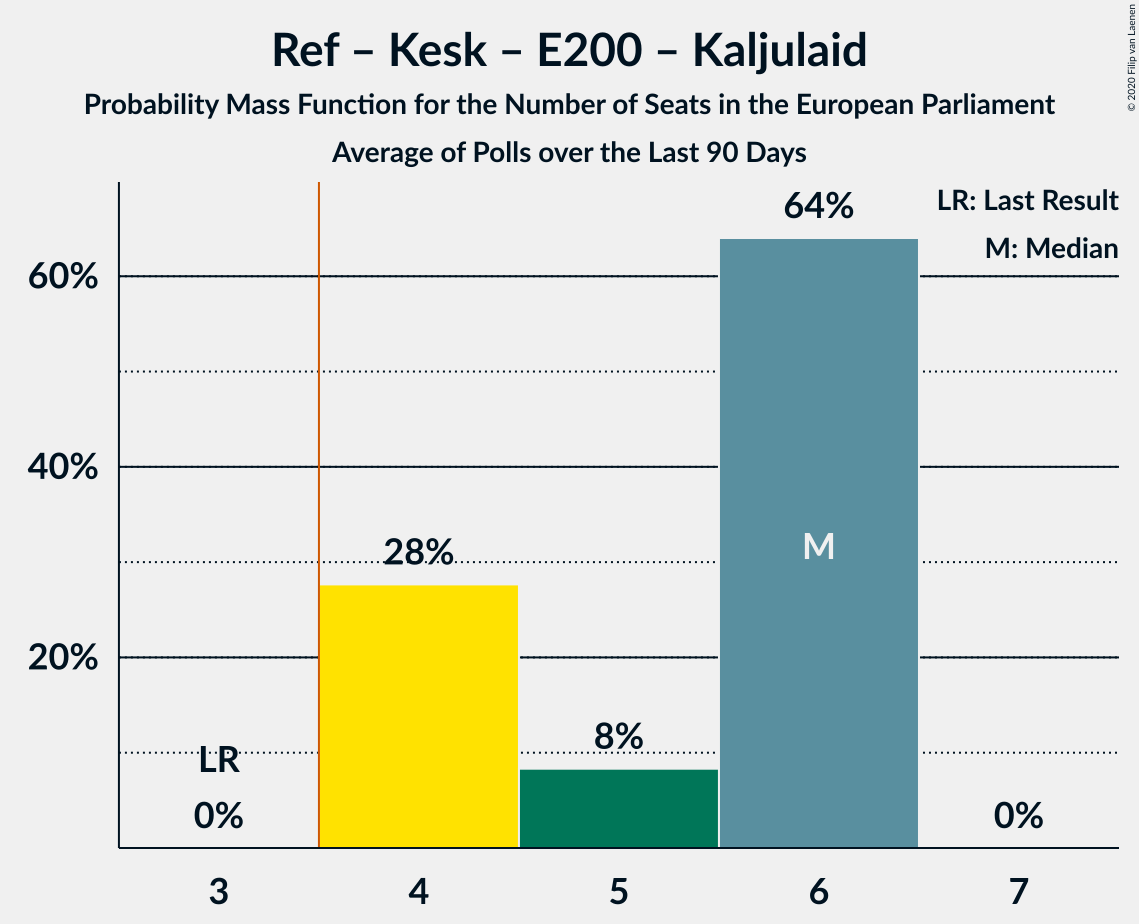 Ref – Kesk – E200 – Kaljulaid
Probability Mass Function for the Number of Seats in the European Parliament
Average of Polls over the Last 90 Days
© 2020 Filip van Laenen
LR: Last Result
M: Median
64%
60%
40%
28%
M
20%
8%
LR
0%
0%
3 4 5 6 7